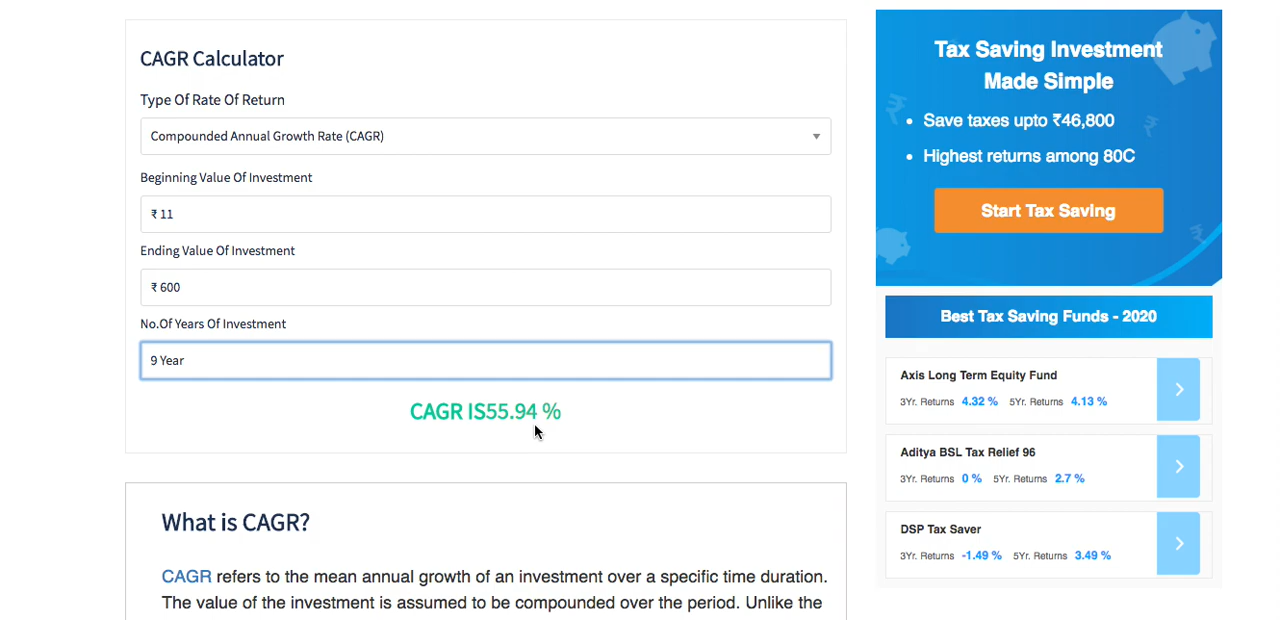 CAGR Calculator
Type Of Rate Of Return
Compounded Annual Growth Rate (CAGR)
Beginning Value Of Investment
₹ 11
Ending Value Of Investment
₹ 600
No.Of Years Of Investment
9 Year
CAGR IS55.94 %
What is CAGR?
CAGR refers to the mean annual growth of an investment over a specific time duration.
The value of the investment is assumed to be compounded over the period. Unlike the
Tax Saving Investment
Made Simple
• Save taxes upto ₹46,800
• Highest returns among 80C
Start Tax Saving
Best Tax Saving Funds - 2020
Axis Long Term Equity Fund
3Yr. Returns 4.32 % 5Yr. Returns 4.13 %
Aditya BSL Tax Relief 96
3Yr. Returns 0 % 5Yr. Returns 2.7 %
DSP Tax Saver
3Yr. Returns -1.49 % 5Yr. Returns 3.49 %